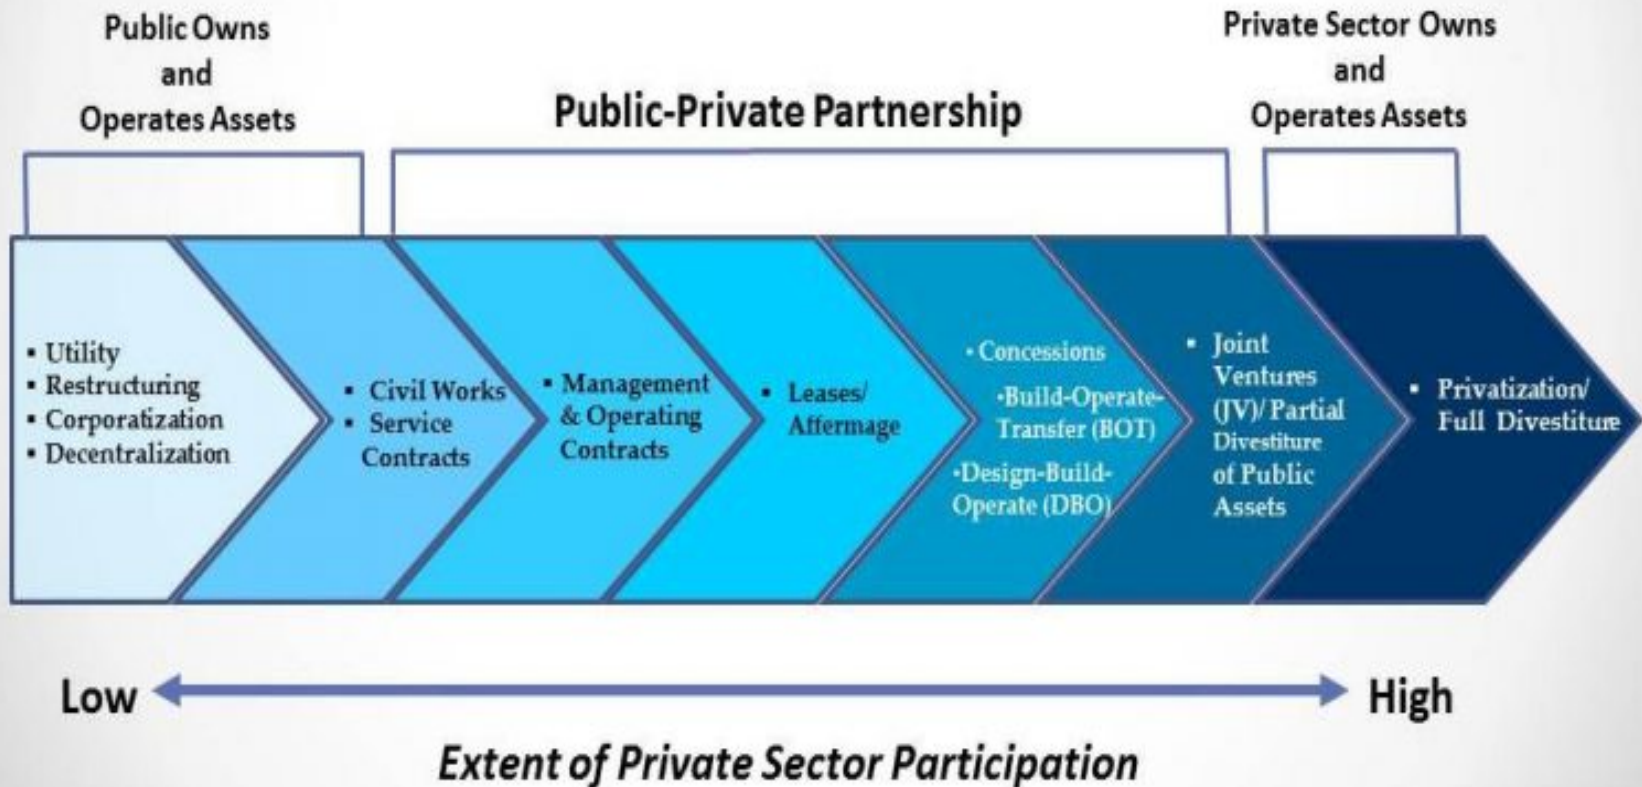 Public Owns
and
Operates Assets
Public-Private Partnership
Private Sector Owns
and
Operates Assets
▪ Utility
▪ Restructuring
▪ Corporatization
▪ Decentralization
▪ Civil Works
▪ Service
Contracts
▪ Management
& Operating
Contracts
▪ Leases/
Affermage
• Concessions
•Build-Operate-
Transfer (BOT)
•Design-Build-
Operate (DBO)
▪ Joint
Ventures
(JV)/ Partial
Divestiture
of Public
Assets
▪ Privatization/
Full Divestiture
Low
High
Extent of Private Sector Participation